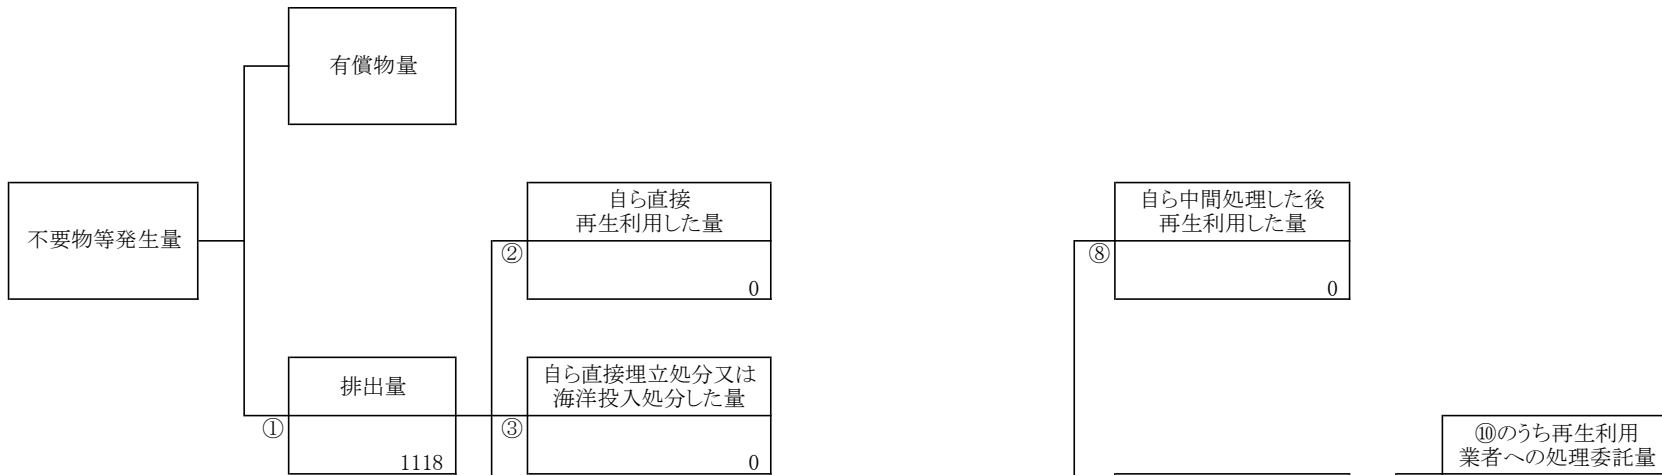 有償物量
不要物等発生量
自ら直接
再生利用した量
②
0
自ら中間処理した後
再生利用した量
⑧
0
排出量
①
1118
自ら直接埋立処分又は
海洋投入処分した量
③
0
⑩のうち再生利用
業者への処理委託量